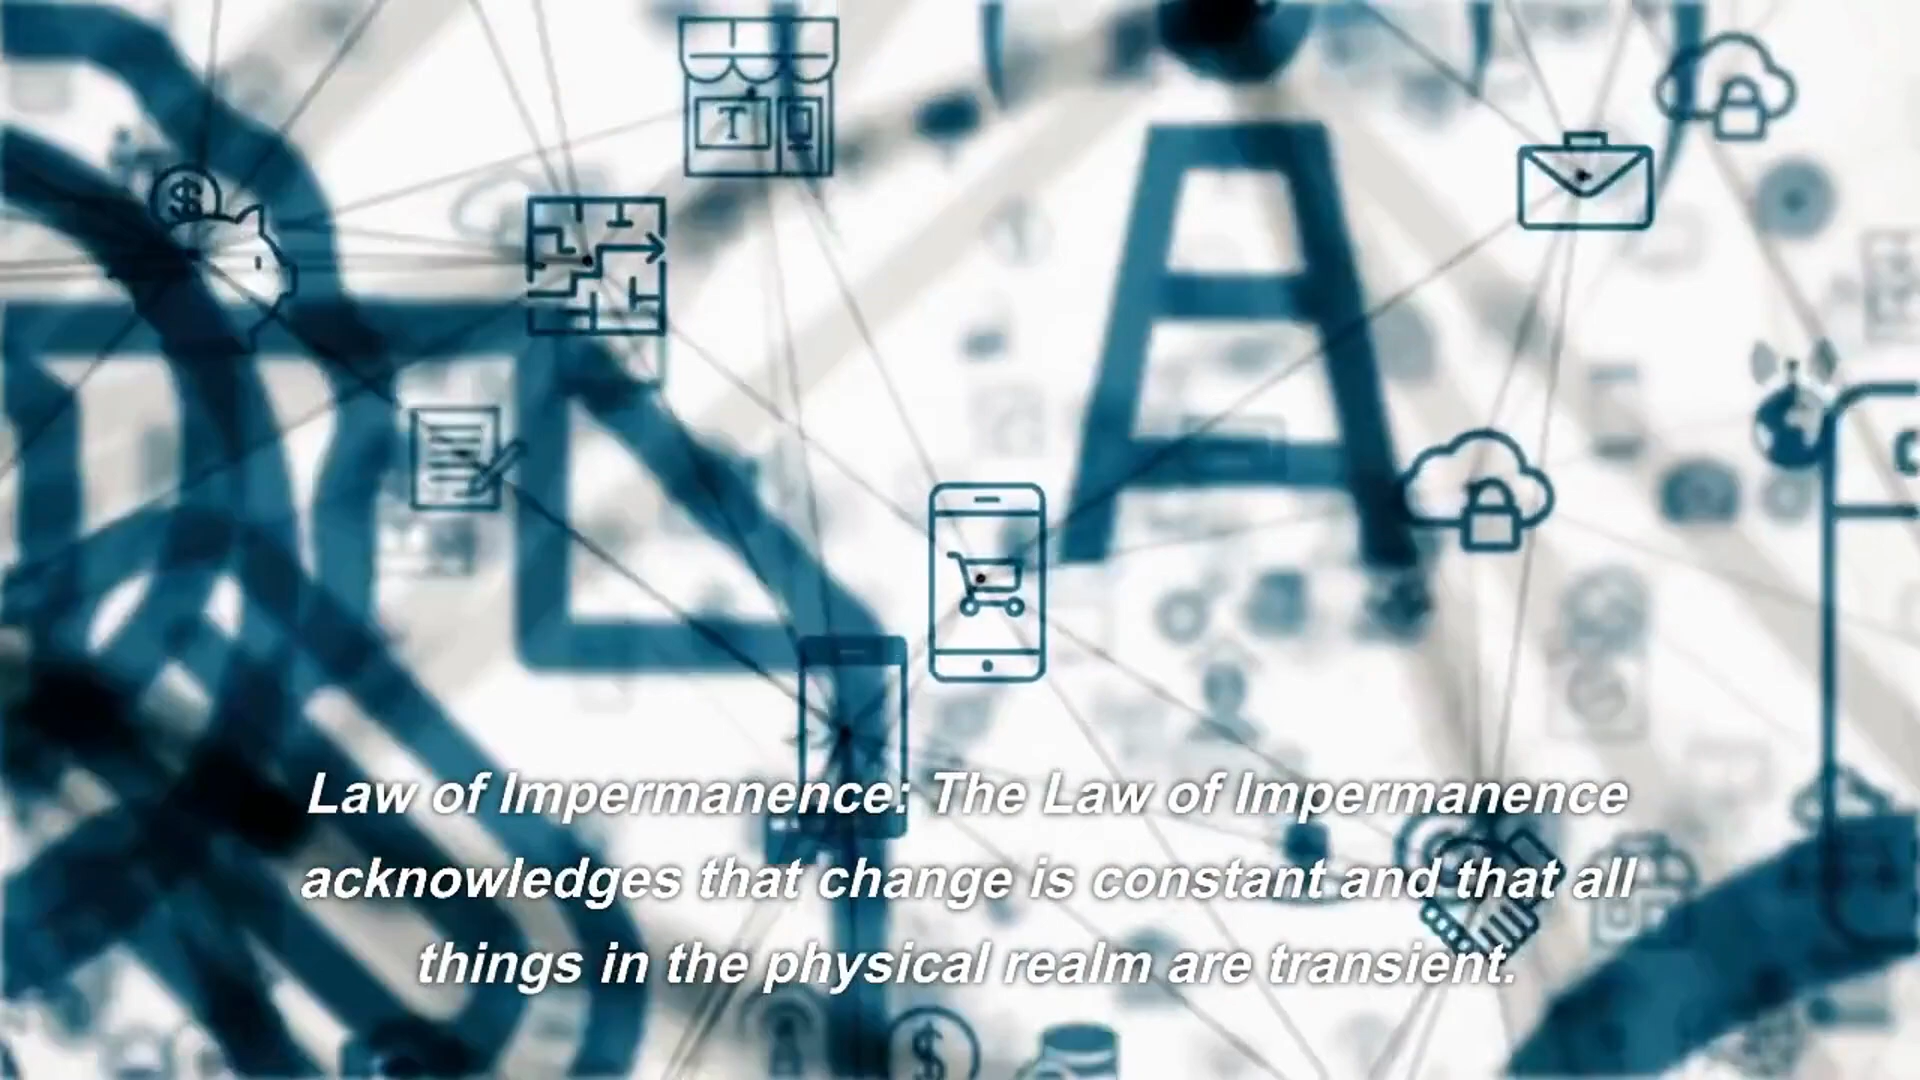 T
$
Law of Impermanence: The Law of Impermanence
acknowledges that change is constant and that all
things in the physical realm are transient.
$